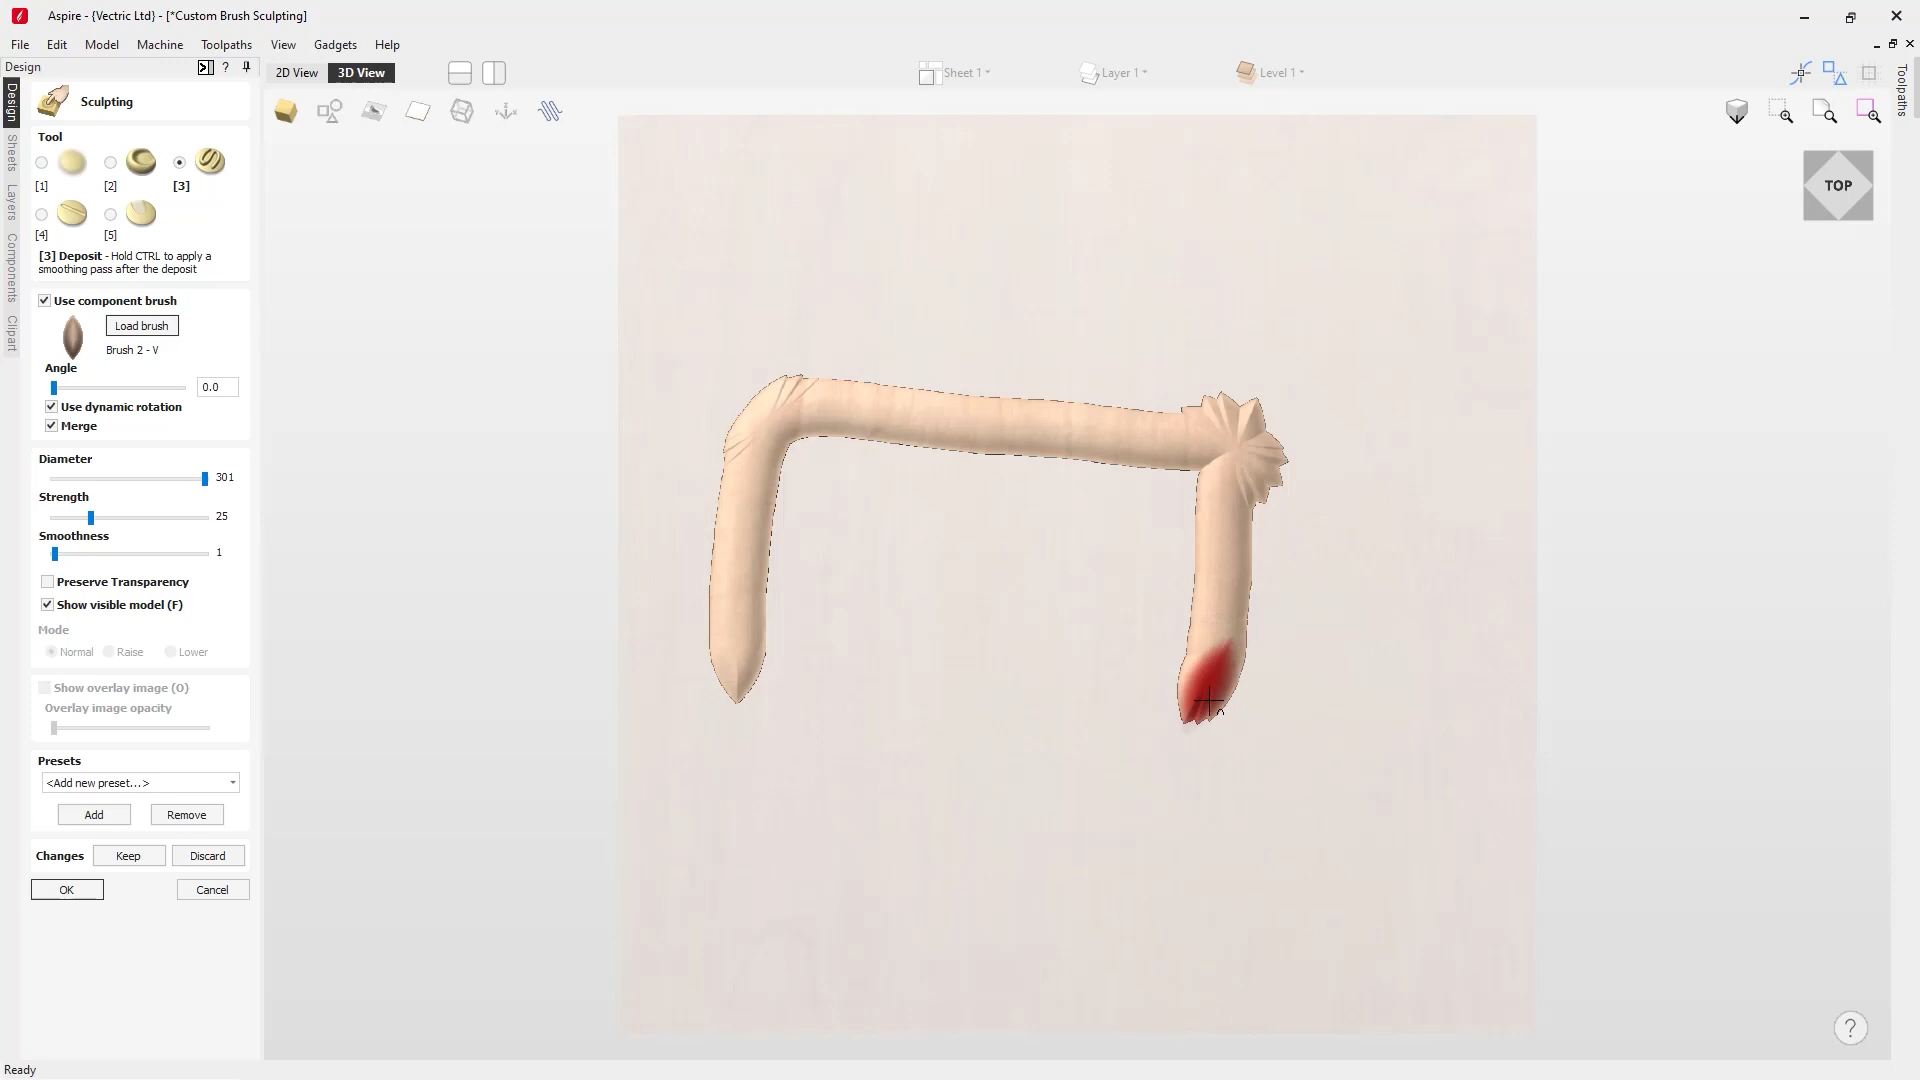 Aspire - {Vectric Ltd} - [*Custom Brush Sculpting]
File Edit Model Machine Toolpaths View Gadgets Help
Design ?
2D View 3D View Sheet 1 Layer 1 Level 1
Design
Sheets
Layers
Components
Clipart
Toolpaths
TOP
Sculpting
Tool
[1] [2] [3]
[4] [5]
[3] Deposit - Hold CTRL to apply a
smoothing pass after the deposit
Use component brush
Load brush
Brush 2 - V
Angle
0.0
Use dynamic rotation
Merge
Diameter
301
Strength
25
Smoothness
1
Preserve Transparency
Show visible model (F)
Mode
Normal Raise Lower
Show overlay image (O)
Overlay image opacity
Presets
<Add new preset...>
Add Remove
Changes Keep Discard
OK Cancel
?
Ready